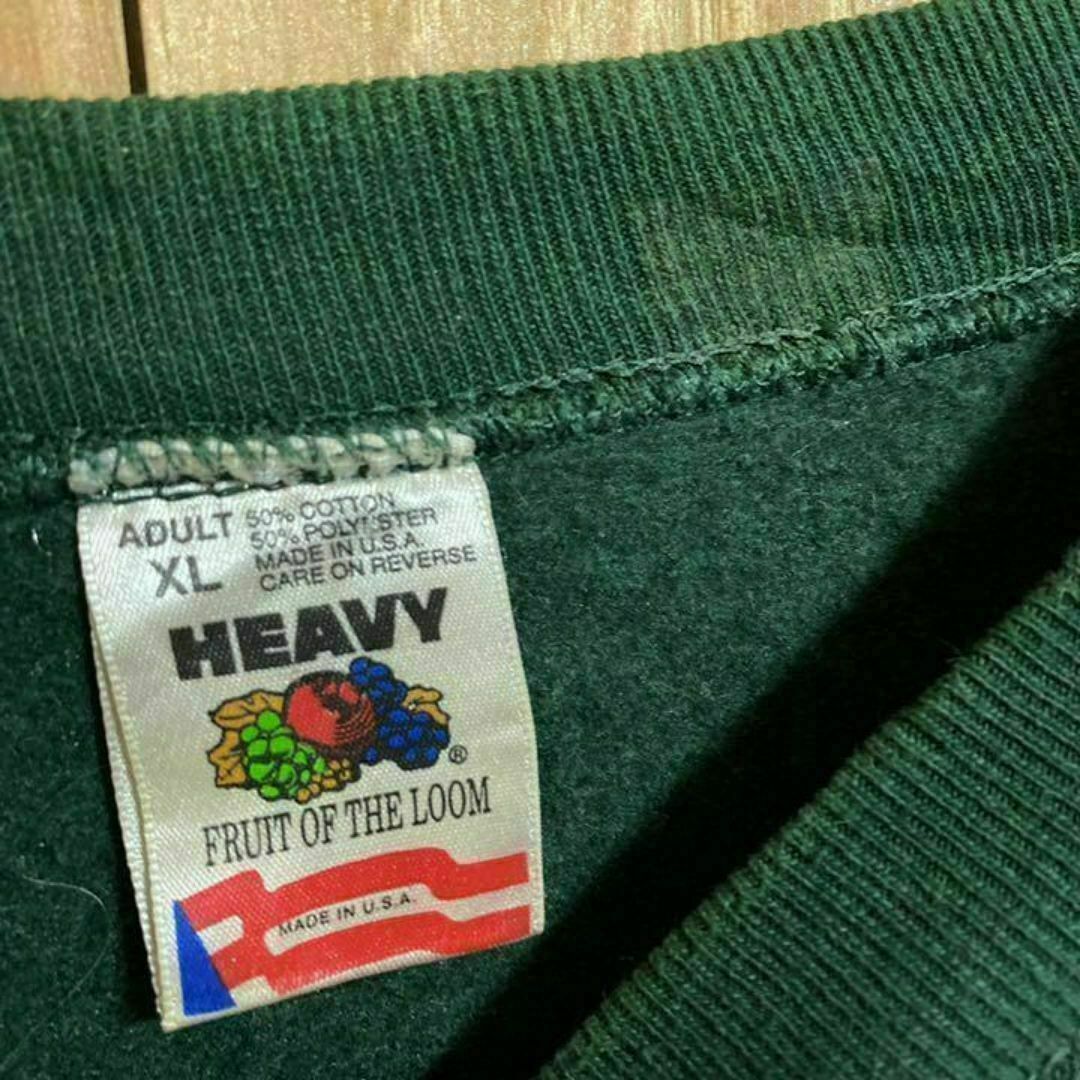 ADULT
XL
50% COTTON
50% POLYESTER
MADE IN U.S.A.
CARE ON REVERSE
HEAVY
®
FRUIT OF THE LOOM
MADE IN U.S.A.